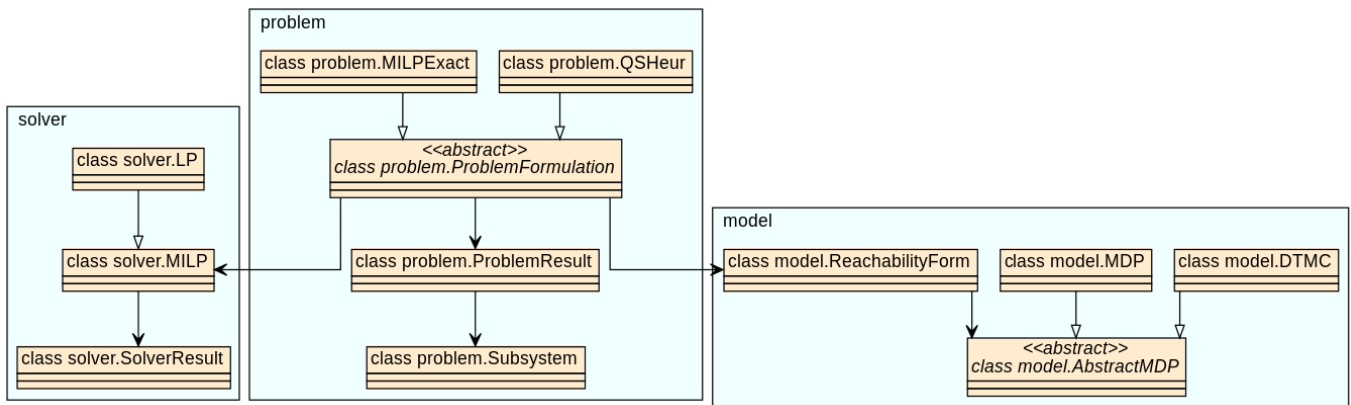 problem
class problem.MILPExact
class problem.QSHeur
<<abstract>>
class problem.ProblemFormulation
class problem.ProblemResult
class problem.Subsystem
solver
class solver.LP
class solver.MILP
class solver.SolverResult
model
class model.ReachabilityForm
class model.MDP
class model.DTMC
<<abstract>>
class model.AbstractMDP